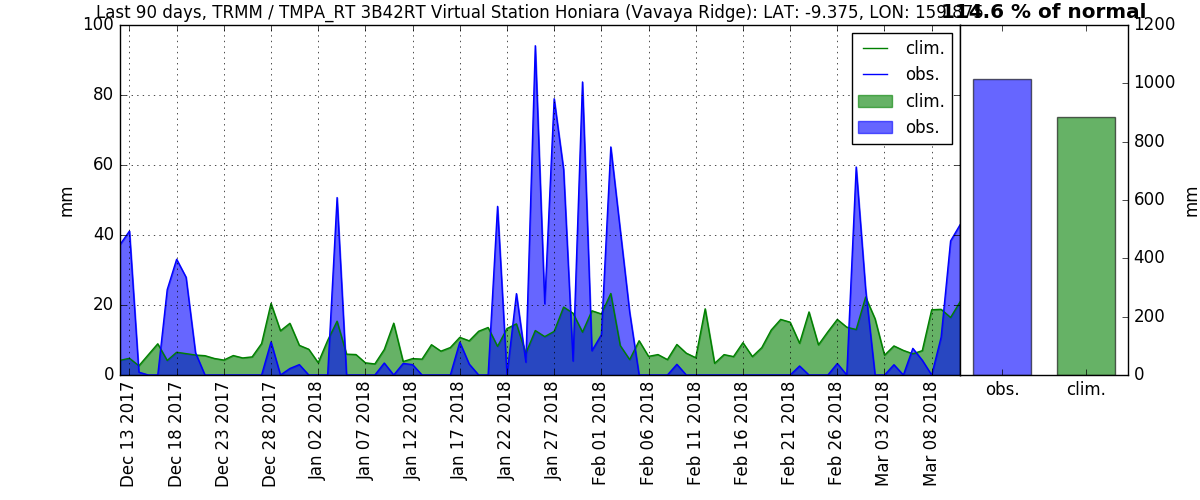 Last 90 days, TRMM / TMPA_RT 3B42RT Virtual Station Honiara (Vavaya Ridge): LAT: -9.375, LON: 159.875
114.6 % of normal
100
80
60
40
20
0
mm
clim.
obs.
clim.
obs.
1200
1000
800
600
400
200
0
mm
Dec 13 2017
Dec 18 2017
Dec 23 2017
Dec 28 2017
Jan 02 2018
Jan 07 2018
Jan 12 2018
Jan 17 2018
Jan 22 2018
Jan 27 2018
Feb 01 2018
Feb 06 2018
Feb 11 2018
Feb 16 2018
Feb 21 2018
Feb 26 2018
Mar 03 2018
Mar 08 2018
obs.
clim.